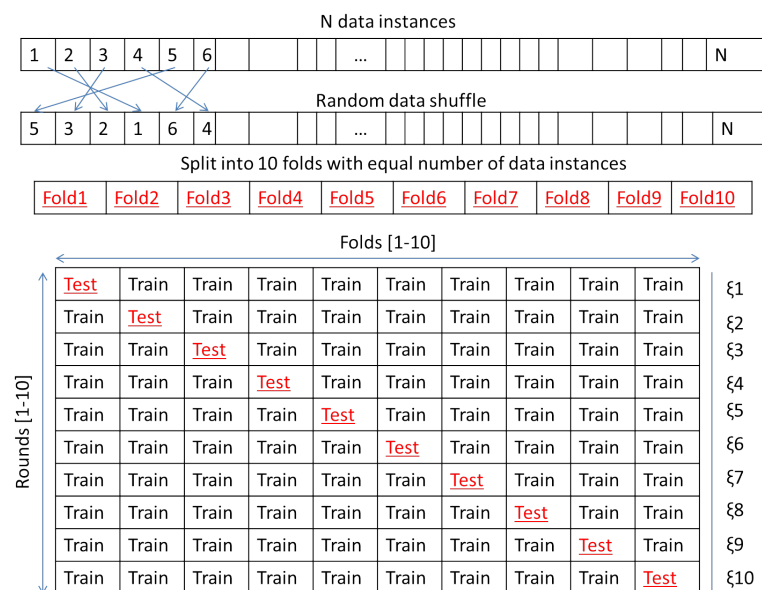 N data instances
1 2 3 4 5 6 ... N
Random data shuffle
5 3 2 1 6 4 ... N
Split into 10 folds with equal number of data instances
Fold1 Fold2 Fold3 Fold4 Fold5 Fold6 Fold7 Fold8 Fold9 Fold10
Folds [1-10]
Rounds [1-10]
Test Train Train Train Train Train Train Train Train Train ξ1
Train Test Train Train Train Train Train Train Train Train ξ2
Train Train Test Train Train Train Train Train Train Train ξ3
Train Train Train Test Train Train Train Train Train Train ξ4
Train Train Train Train Test Train Train Train Train Train ξ5
Train Train Train Train Train Test Train Train Train Train ξ6
Train Train Train Train Train Train Test Train Train Train ξ7
Train Train Train Train Train Train Train Test Train Train ξ8
Train Train Train Train Train Train Train Train Test Train ξ9
Train Train Train Train Train Train Train Train Train Test ξ10